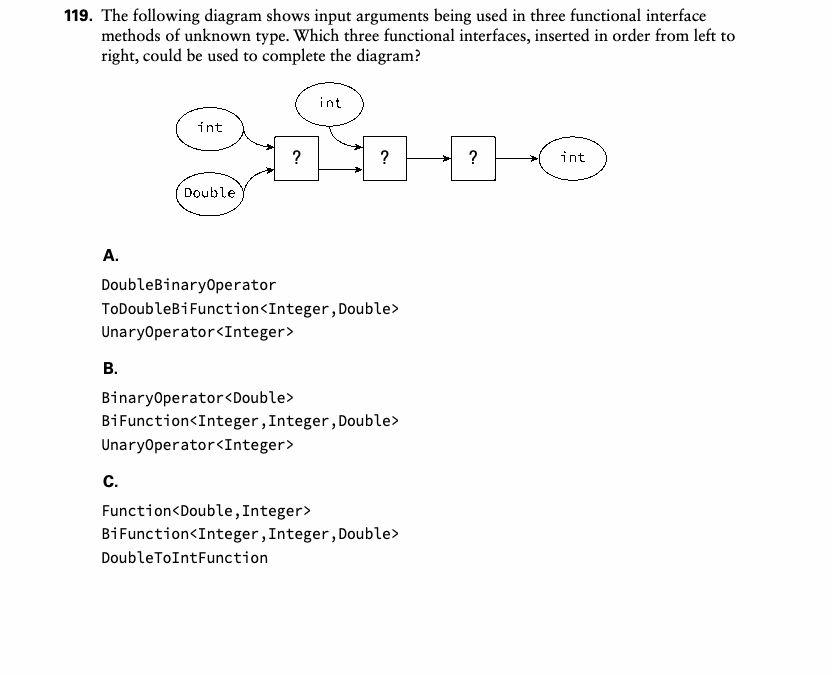 119. The following diagram shows input arguments being used in three functional interface
methods of unknown type. Which three functional interfaces, inserted in order from left to
right, could be used to complete the diagram?
int
int
? ? ? int
Double
A.
DoubleBinaryOperator
ToDoubleBiFunction<Integer,Double>
UnaryOperator<Integer>
B.
BinaryOperator<Double>
BiFunction<Integer,Integer,Double>
UnaryOperator<Integer>
C.
Function<Double,Integer>
BiFunction<Integer,Integer,Double>
DoubleToIntFunction